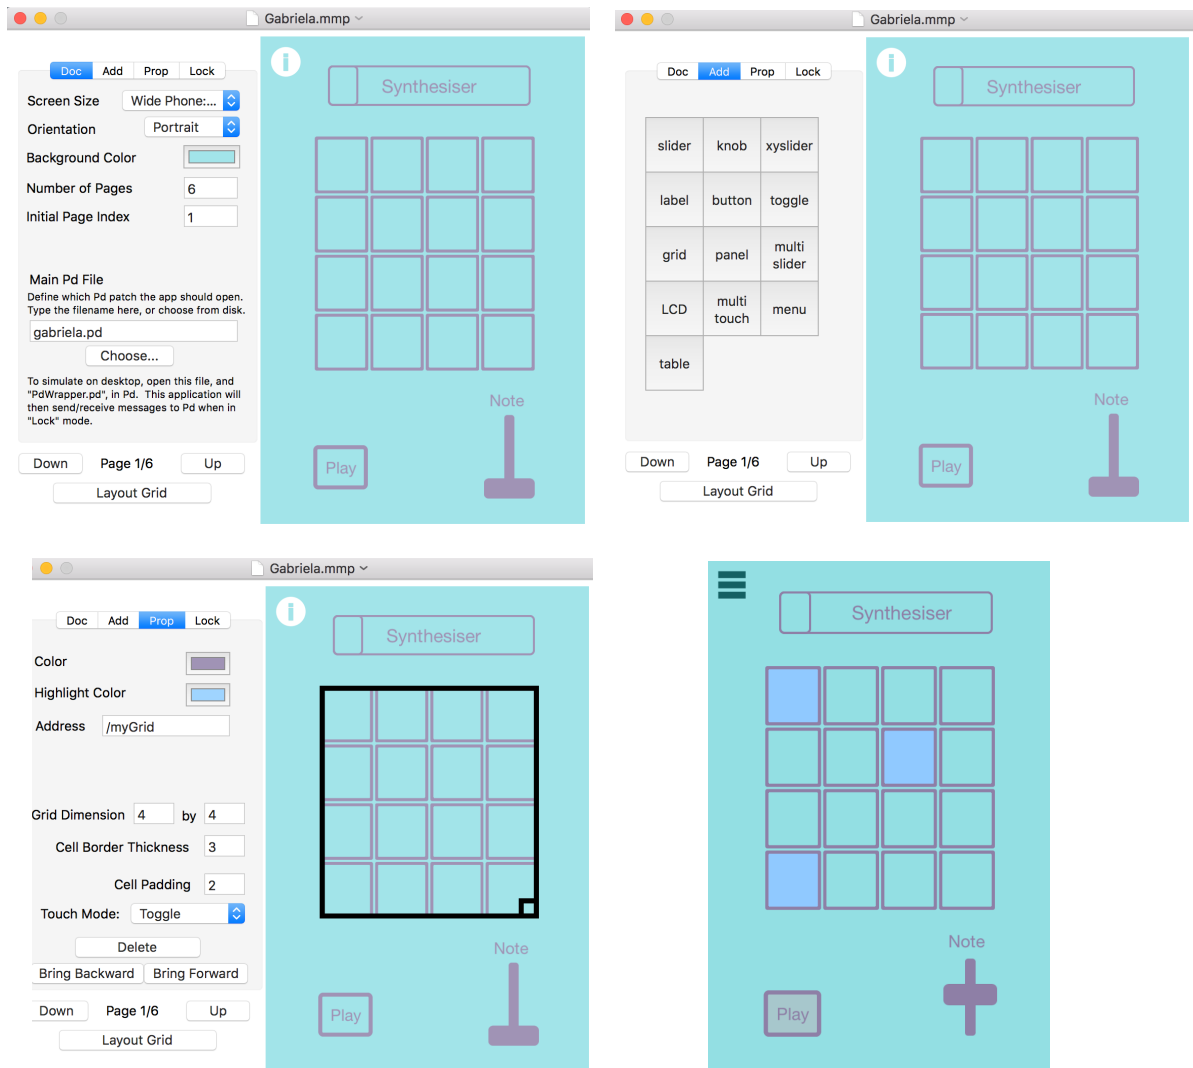 Gabriela.mmp
Doc Add Prop Lock
Screen Size Wide Phone:...
Orientation Portrait
Background Color
Number of Pages 6
Initial Page Index 1
Main Pd File
Define which Pd patch the app should open.
Type the filename here, or choose from disk.
gabriela.pd
Choose...
To simulate on desktop, open this file, and
"PdWrapper.pd", in Pd. This application will
then send/receive messages to Pd when in
"Lock" mode.
Down Page 1/6 Up
Layout Grid
i
Synthesiser
Note
Play
Gabriela.mmp
Doc Add Prop Lock
slider knob xyslider
label button toggle
grid panel multi
slider
LCD multi
touch menu
table
Down Page 1/6 Up
Layout Grid
i
Synthesiser
Note
Play
Gabriela.mmp
Doc Add Prop Lock
Color
Highlight Color
Address /myGrid
Grid Dimension 4 by 4
Cell Border Thickness 3
Cell Padding 2
Touch Mode: Toggle
Delete
Bring Backward Bring Forward
Down Page 1/6 Up
Layout Grid
i
Synthesiser
Note
Play
Synthesiser
Note
Play